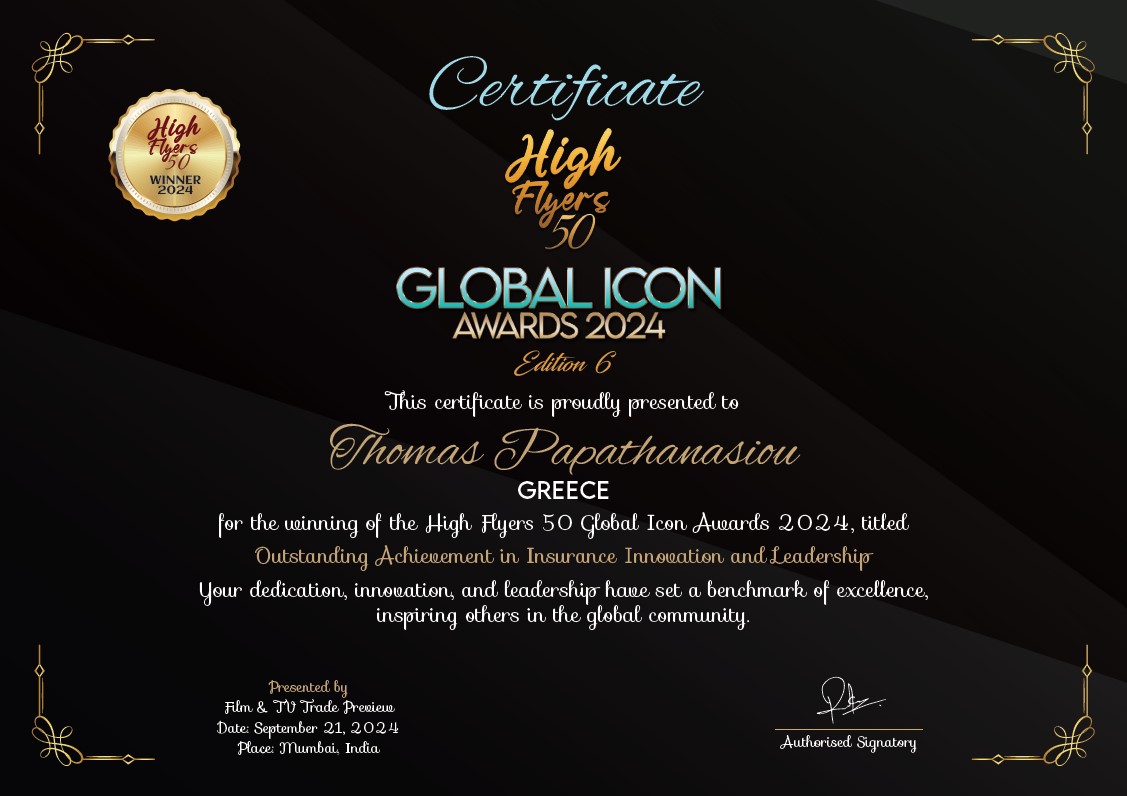 Certificate
High
Flyers
50
WINNER
2024
High
Flyers
50
GLOBAL ICON
AWARDS 2024
Edition 6
This certificate is proudly presented to
Thomas Papathanasiou
GREECE
for the winning of the High Flyers 50 Global Icon Awards 2024, titled
Outstanding Achievement in Insurance Innovation and Leadership
Your dedication, innovation, and leadership have set a benchmark of excellence,
inspiring others in the global community.
Presented by
Film & TV Trade Preview
Date: September 21, 2024
Place: Mumbai, India
Authorised Signatory